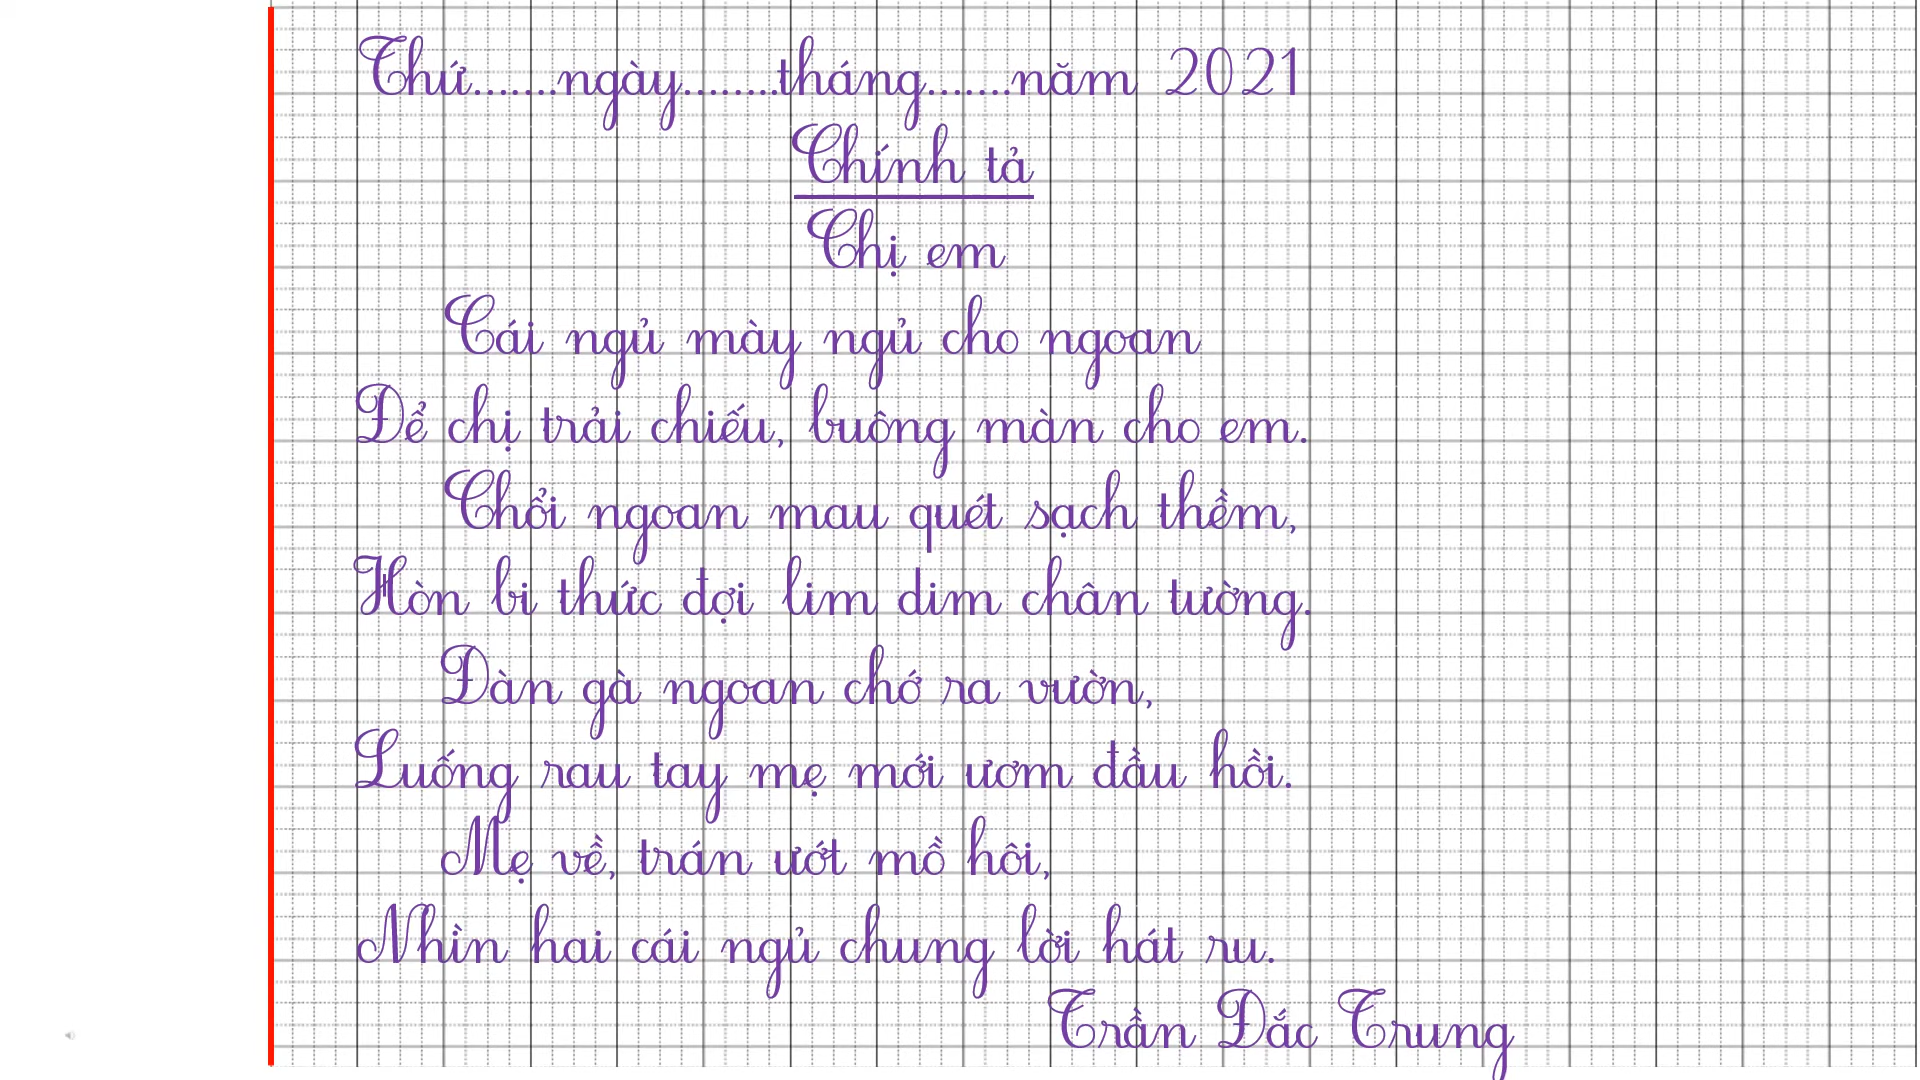 Thứ.......ngày........tháng.......năm 2021
Chính tả
Chị em
Cái ngủ mày ngủ cho ngoan
Để chị trải chiếu, buông màn cho em.
Chổi ngoan mau quét sạch thềm,
Hòn bi thức đợi lim dim chân tường.
Đàn gà ngoan chớ ra vườn,
Luống rau tay mẹ mới ươm đầu hồi.
Mẹ về, trán ướt mồ hôi,
Nhìn hai cái ngủ chung lời hát ru.
Trần Đắc Trung